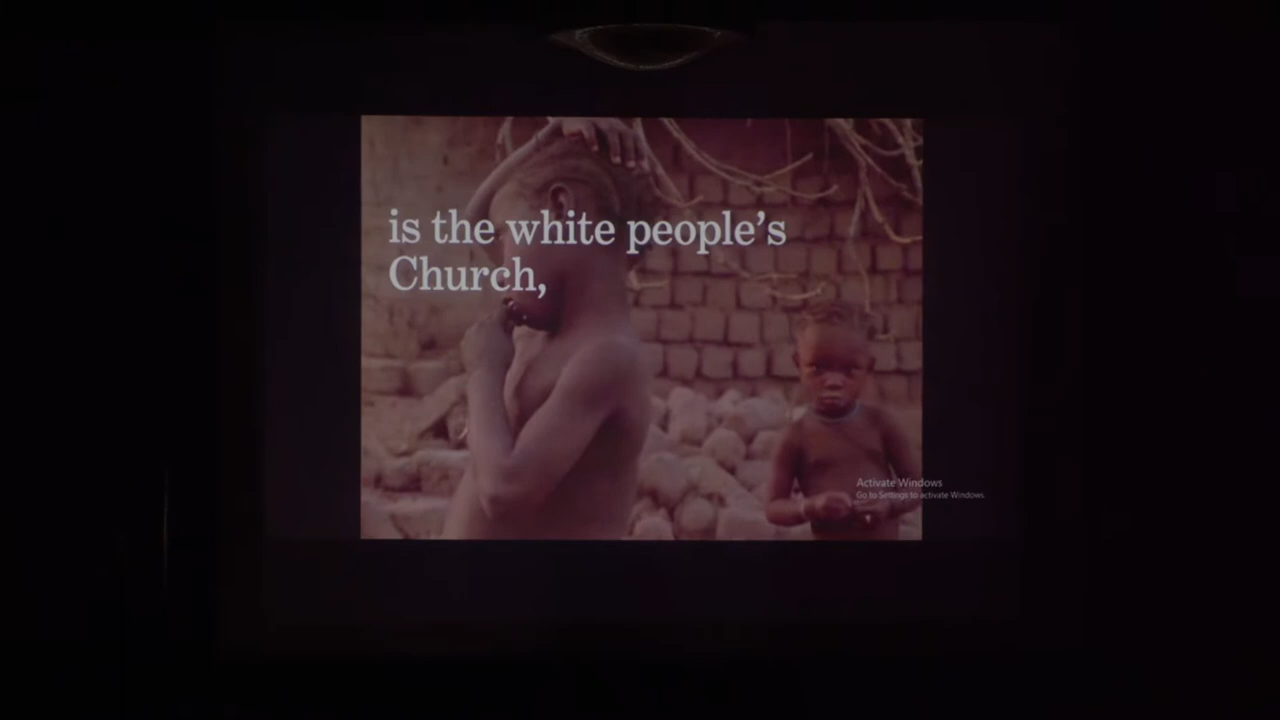 is the white people’s
Church,
Activate Windows
Go to Settings to activate Windows.